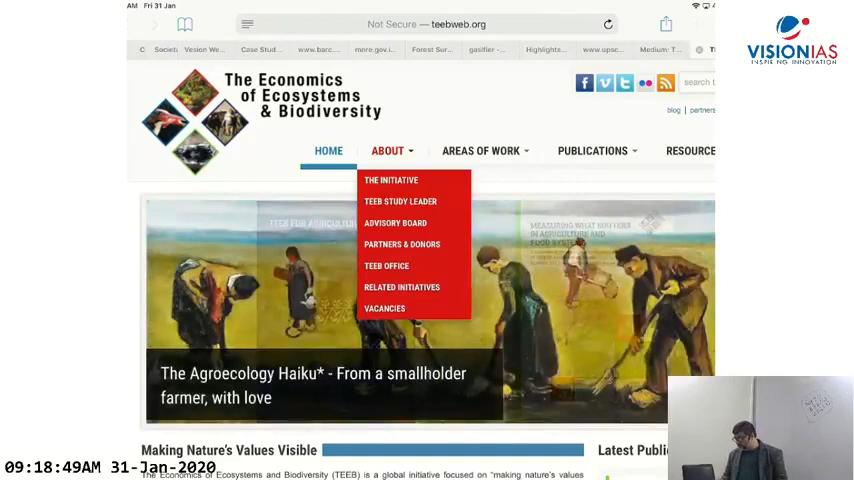 AM Fri 31 Jan
Not Secure — teebweb.org
C Societa Vision We... Case Stud... www.barc... mnre.gov.i... Forest Sur... gasifier -... Highlights... www.upsc... Medium: T...
VISIONIAS
INSPIRING INNOVATION
The Economics
of Ecosystems
& Biodiversity
search t
blog | partners
HOME ABOUT AREAS OF WORK PUBLICATIONS RESOURCE
THE INITIATIVE
TEEB STUDY LEADER
ADVISORY BOARD
PARTNERS & DONORS
TEEB OFFICE
RELATED INITIATIVES
VACANCIES
TEEB FOR AGRICULTU
MEASURING WHAT MATTERS
IN AGRICULTURE AND
FOOD SYSTEMS
The Agroecology Haiku* - From a smallholder
farmer, with love
Making Nature's Values Visible
Latest Public
09:18:49AM 31-Jan-2020
The Economics of Ecosystems and Biodiversity (TEEB) is a global initiative focused on "making nature's values